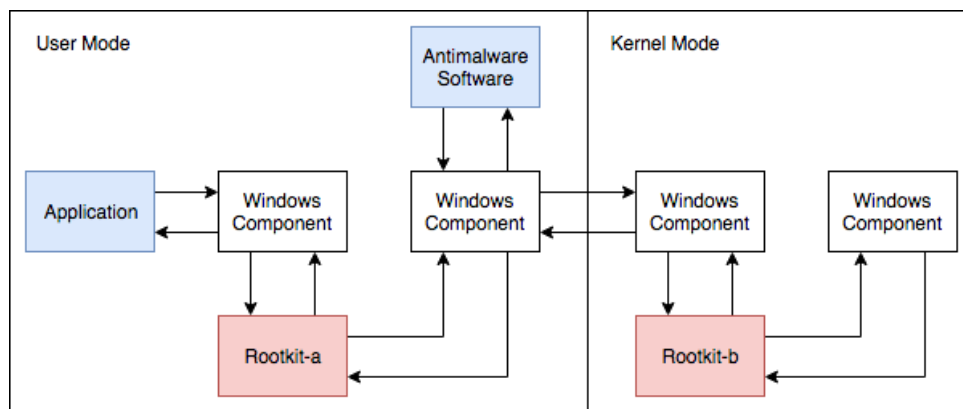 User Mode
Kernel Mode
Antimalware
Software
Application
Windows
Component
Windows
Component
Windows
Component
Windows
Component
Rootkit-a
Rootkit-b